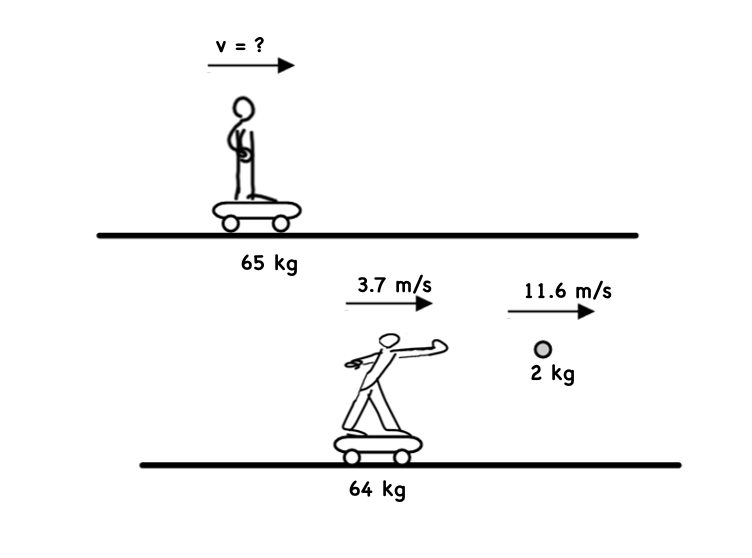 v = ?
65 kg
3.7 m/s
11.6 m/s
2 kg
64 kg